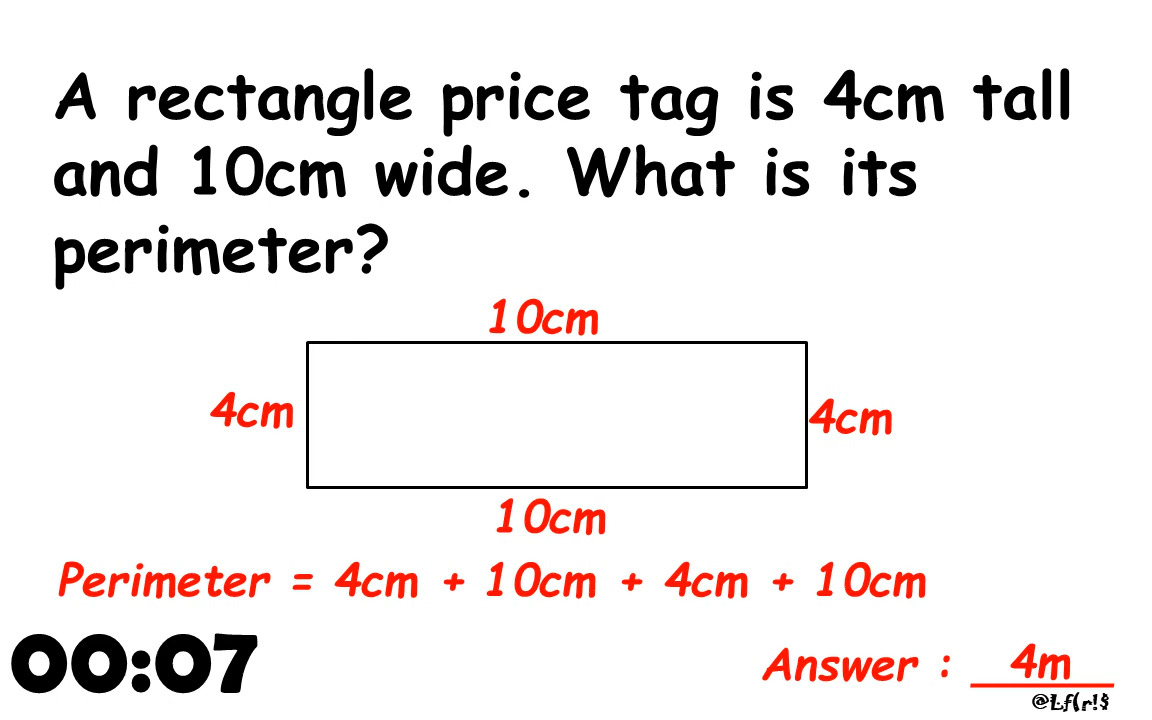 A rectangle price tag is 4cm tall
and 10cm wide. What is its
perimeter?
10cm
4cm
4cm
10cm
Perimeter = 4cm + 10cm + 4cm + 10cm
00:07
Answer : 4m